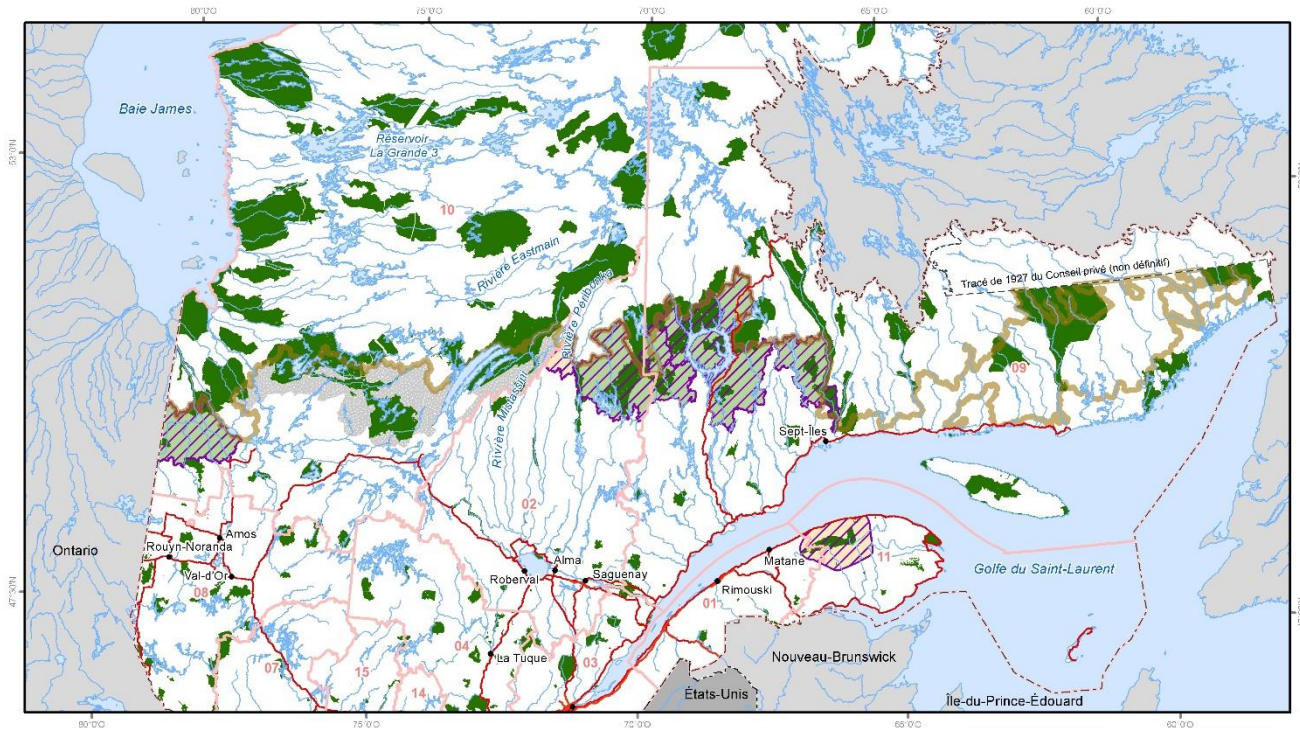 80°0'O
75°0'O
70°0'O
65°0'O
60°0'O
Baie James
53°0'N
Réservoir
La Grande 3
10
Rivière Eastmain
Rivière Péribonka
Tracé de 1927 du Conseil privé (non définitif)
09
Rivière Mistassini
Sept-Îles
02
Ontario
Amos
Rouyn-Noranda
Val-d'Or
08
Alma
Roberval
Saguenay
Matane
11
Rimouski
01
Golfe du Saint-Laurent
47°30'N
07
15
04
14
La Tuque
03
Nouveau-Brunswick
États-Unis
Île-du-Prince-Édouard
80°0'O
75°0'O
70°0'O
65°0'O
60°0'O